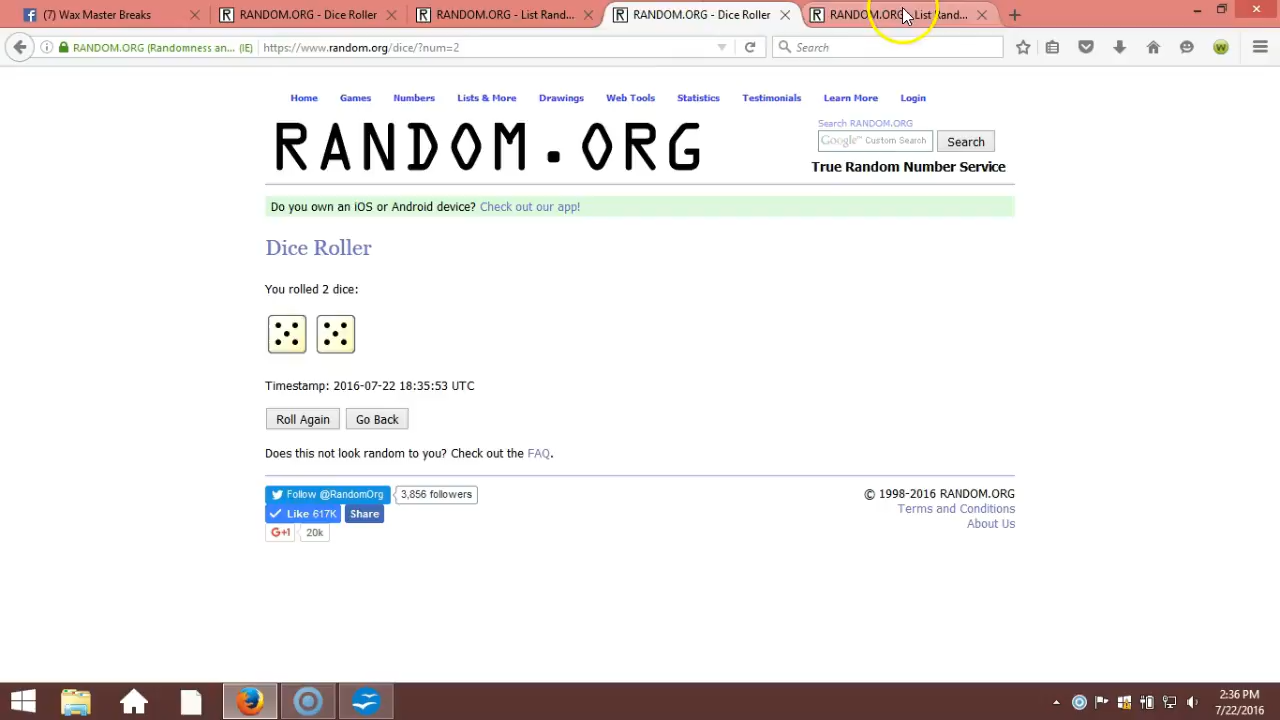 (7) Wax Master Breaks
RANDOM.ORG - Dice Roller
RANDOM.ORG - List Rand...
RANDOM.ORG - Dice Roller
RANDOM.ORG - List Rand...
RANDOM.ORG (Randomness an... (IE)
https://www.random.org/dice/?num=2
Search
Home Games Numbers Lists & More Drawings Web Tools Statistics Testimonials Learn More Login
RANDOM.ORG
Search RANDOM.ORG
Google™ Custom Search
Search
True Random Number Service
Do you own an iOS or Android device? Check out our app!
Dice Roller
You rolled 2 dice:
Timestamp: 2016-07-22 18:35:53 UTC
Roll Again Go Back
Does this not look random to you? Check out the FAQ.
Follow @RandomOrg 3,856 followers
Like 617K Share
G+1 20k
© 1998-2016 RANDOM.ORG
Terms and Conditions
About Us
2:36 PM
7/22/2016